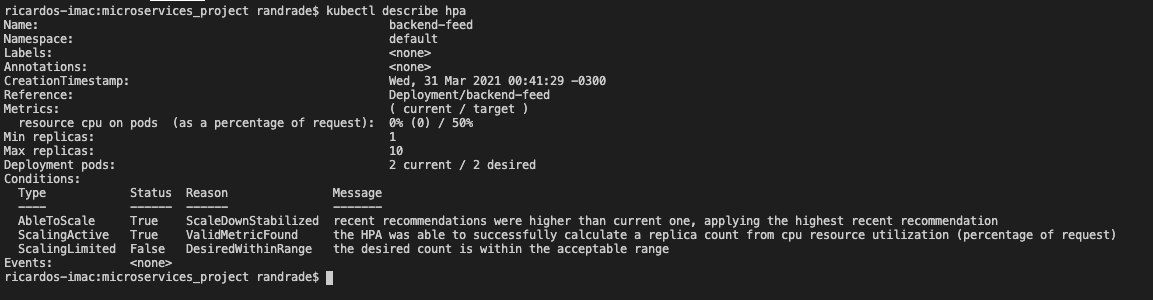 ricardos-imac:microservices_project randrade$ kubectl describe hpa
Name:                                                  backend-feed
Namespace:                                             default
Labels:                                                <none>
Annotations:                                           <none>
CreationTimestamp:                                     Wed, 31 Mar 2021 00:41:29 -0300
Reference:                                             Deployment/backend-feed
Metrics:                                               ( current / target )
  resource cpu on pods  (as a percentage of request):  0% (0) / 50%
Min replicas:                                          1
Max replicas:                                          10
Deployment pods:                                       2 current / 2 desired
Conditions:
  Type            Status  Reason              Message
  ----            ------  ------              -------
  AbleToScale     True    ScaleDownStabilized  recent recommendations were higher than current one, applying the highest recent recommendation
  ScalingActive   True    ValidMetricFound    the HPA was able to successfully calculate a replica count from cpu resource utilization (percentage of request)
  ScalingLimited  False   DesiredWithinRange  the desired count is within the acceptable range
Events:           <none>
ricardos-imac:microservices_project randrade$